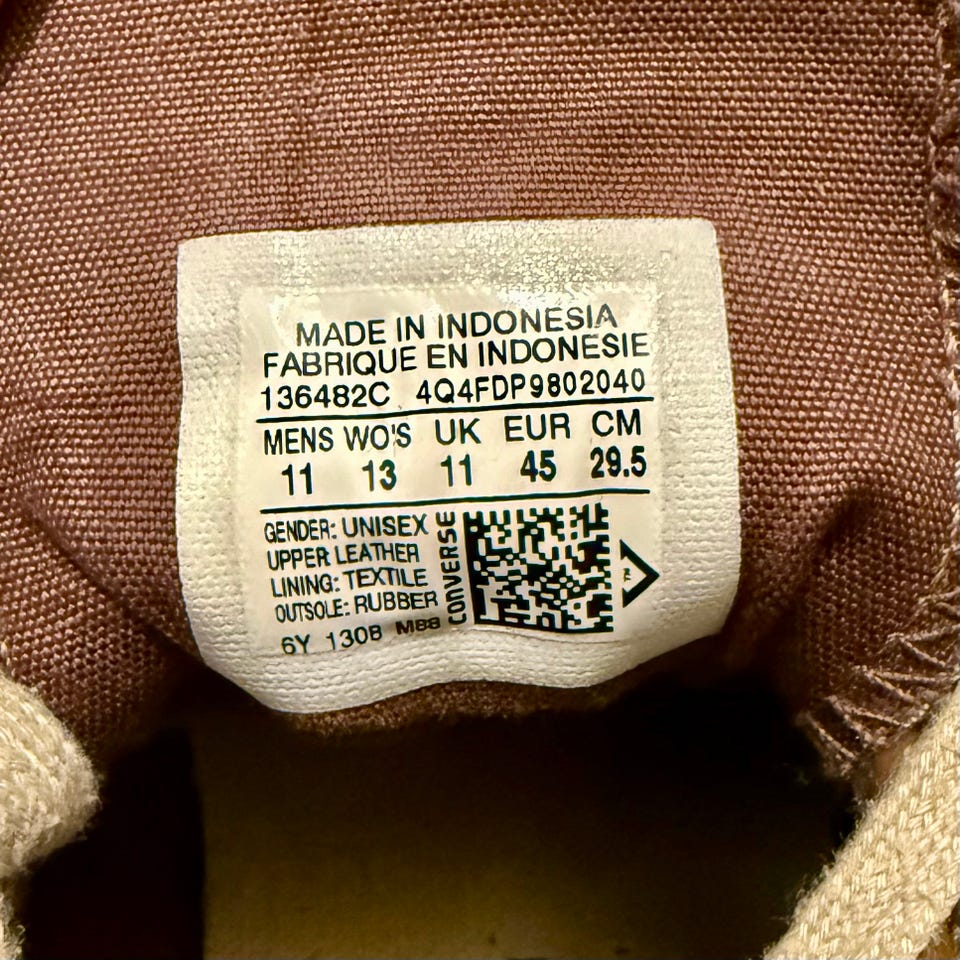 MADE IN INDONESIA
FABRIQUE EN INDONESIE
136482C 4Q4FDP9802040
MENS WO'S UK EUR CM
11 13 11 45 29.5
GENDER: UNISEX
UPPER LEATHER
LINING: TEXTILE
OUTSOLE: RUBBER
6Y 1308 M88
CONVERSE